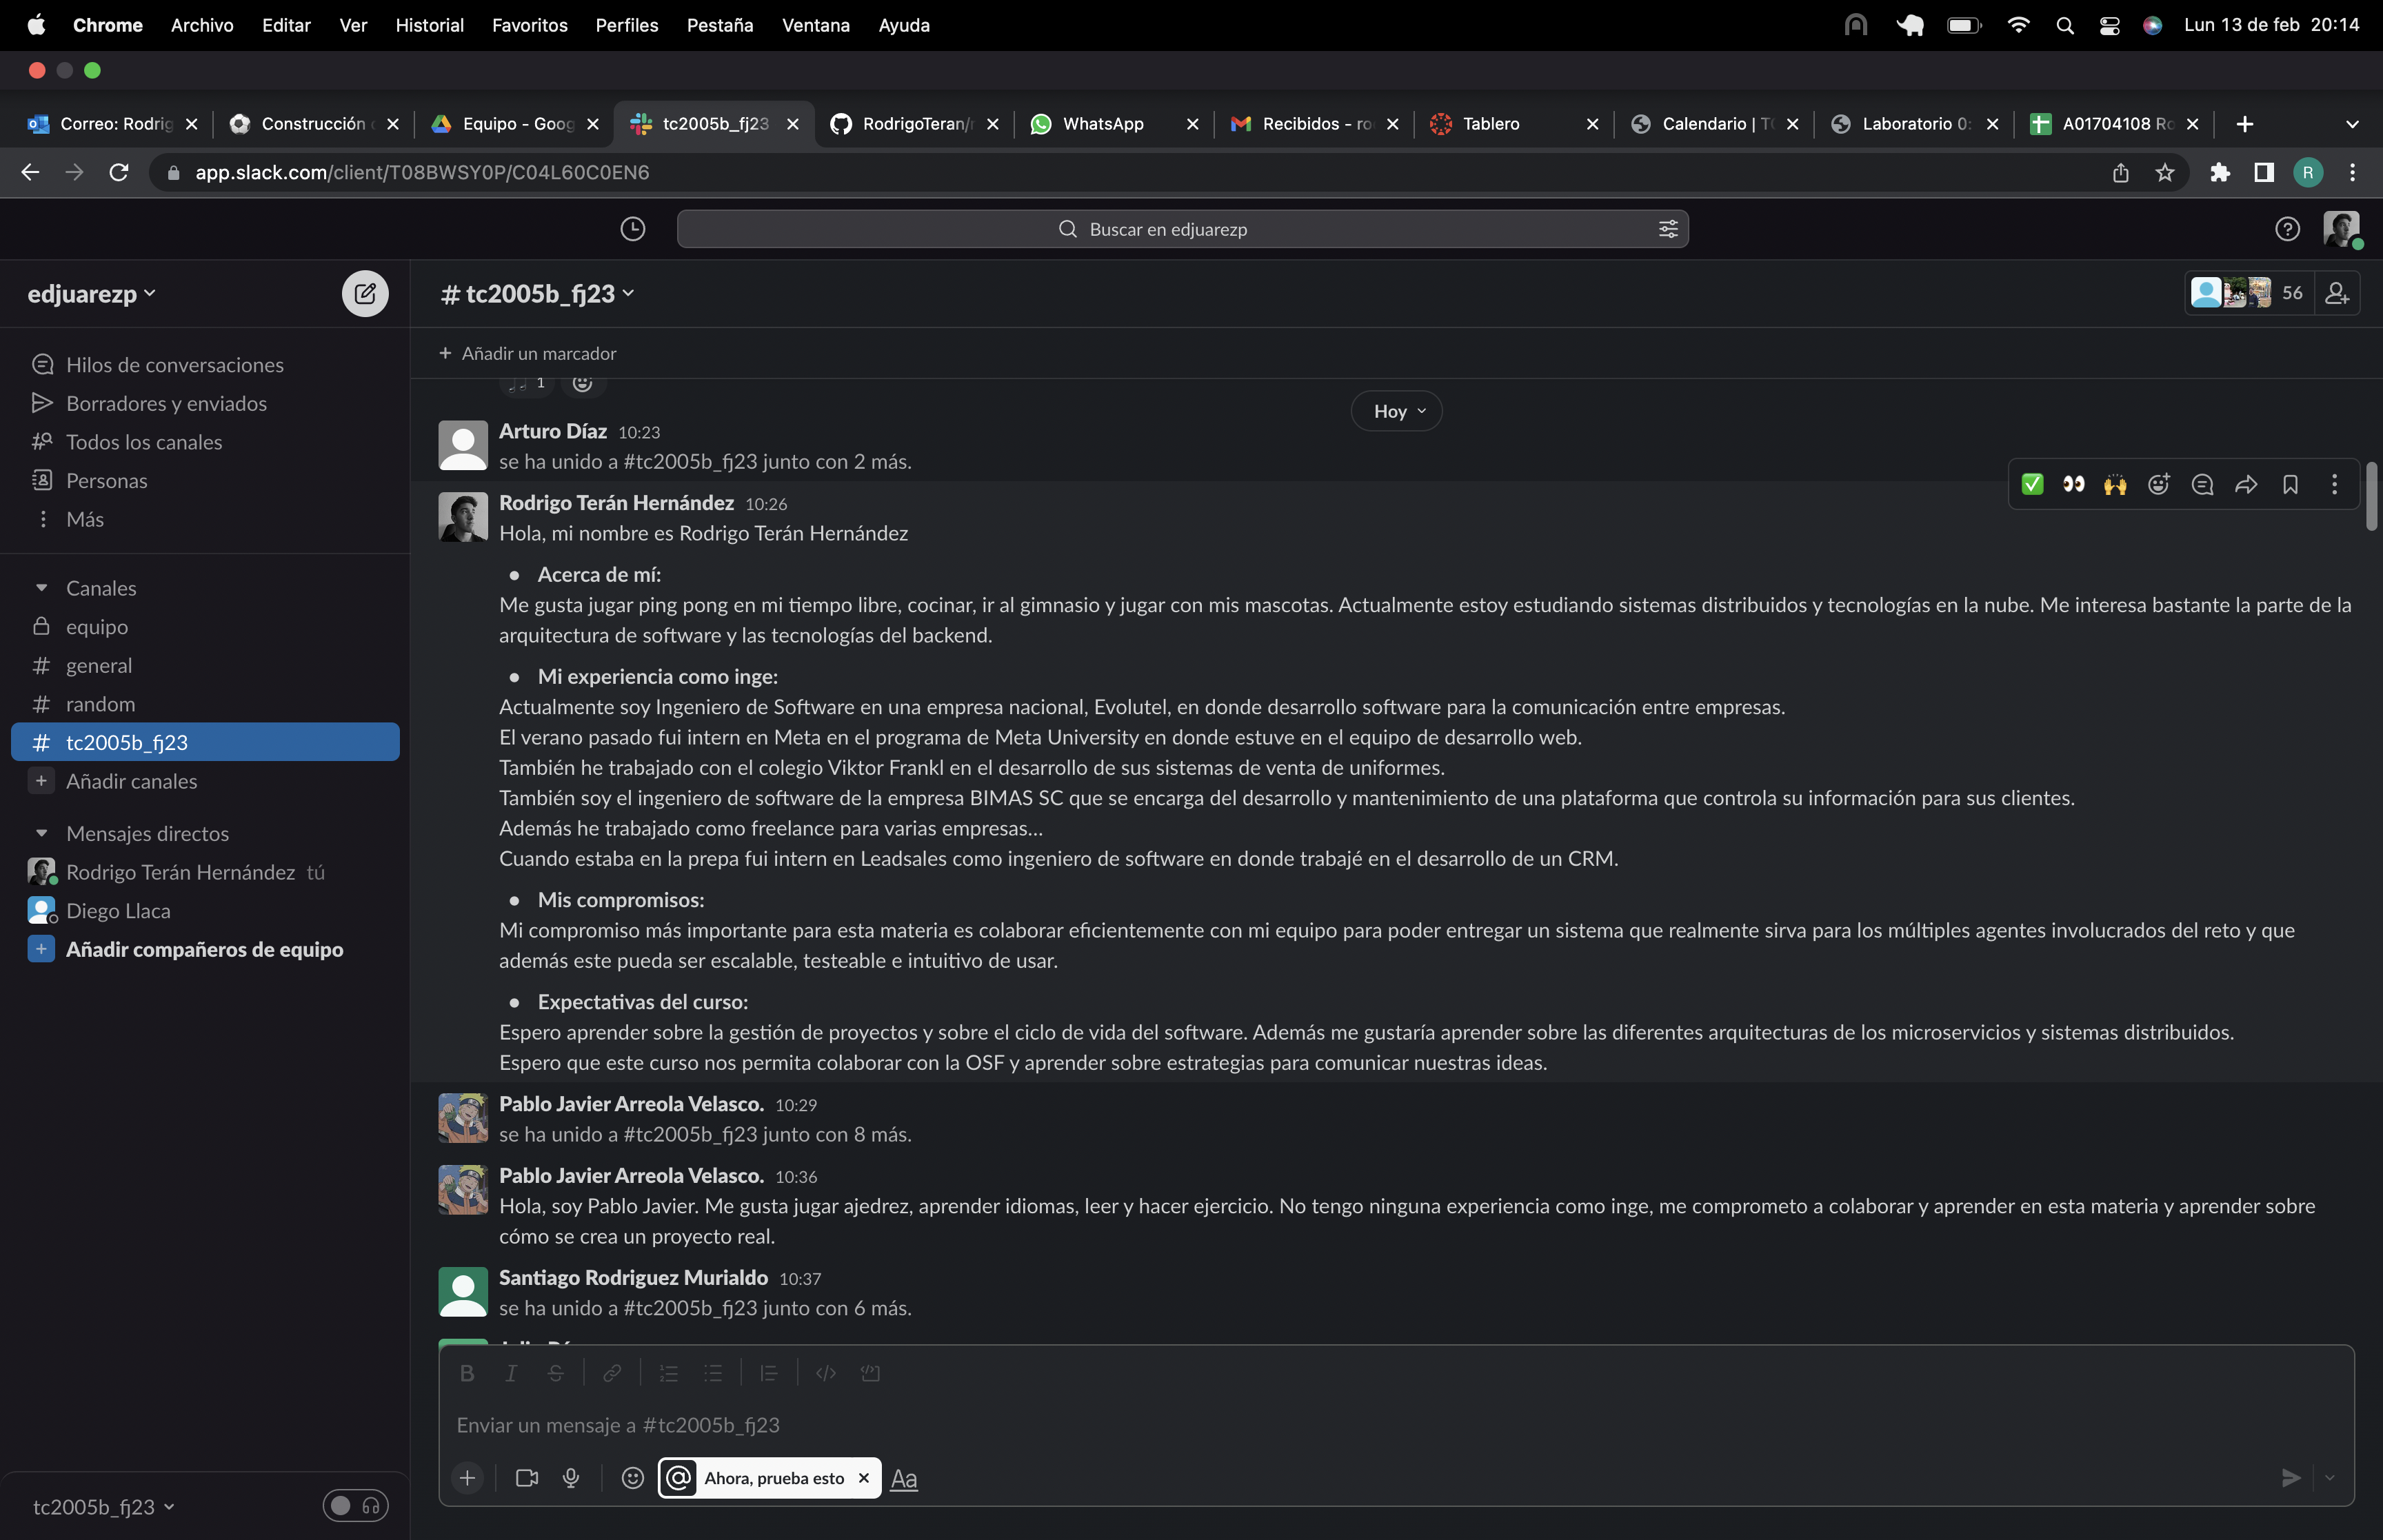 Chrome Archivo Editar Ver Historial Favoritos Perfiles Pestaña Ventana Ayuda Lun 13 de feb 20:14
Correo: Rodrig Construcción Equipo - Goog tc2005b_fj23 RodrigoTeran/ WhatsApp Recibidos - ro Tablero Calendario | T Laboratorio 0: A01704108 Ro
app.slack.com/client/T08BWSY0P/C04L60C0EN6 R
Buscar en edjuarezp
edjuarezp
# tc2005b_fj23
56
Añadir un marcador
Hilos de conversaciones
Borradores y enviados
Todos los canales
Personas
Más
Canales
equipo
# general
# random
# tc2005b_fj23
+ Añadir canales
Mensajes directos
Rodrigo Terán Hernández tú
Diego Llaca
+ Añadir compañeros de equipo
tc2005b_fj23
1
Hoy
Arturo Díaz 10:23
se ha unido a #tc2005b_fj23 junto con 2 más.
Rodrigo Terán Hernández 10:26
Hola, mi nombre es Rodrigo Terán Hernández
• Acerca de mí:
Me gusta jugar ping pong en mi tiempo libre, cocinar, ir al gimnasio y jugar con mis mascotas. Actualmente estoy estudiando sistemas distribuidos y tecnologías en la nube. Me interesa bastante la parte de la
arquitectura de software y las tecnologías del backend.
• Mi experiencia como inge:
Actualmente soy Ingeniero de Software en una empresa nacional, Evolutel, en donde desarrollo software para la comunicación entre empresas.
El verano pasado fui intern en Meta en el programa de Meta University en donde estuve en el equipo de desarrollo web.
También he trabajado con el colegio Viktor Frankl en el desarrollo de sus sistemas de venta de uniformes.
También soy el ingeniero de software de la empresa BIMAS SC que se encarga del desarrollo y mantenimiento de una plataforma que controla su información para sus clientes.
Además he trabajado como freelance para varias empresas...
Cuando estaba en la prepa fui intern en Leadsales como ingeniero de software en donde trabajé en el desarrollo de un CRM.
• Mis compromisos:
Mi compromiso más importante para esta materia es colaborar eficientemente con mi equipo para poder entregar un sistema que realmente sirva para los múltiples agentes involucrados del reto y que
además este pueda ser escalable, testeable e intuitivo de usar.
• Expectativas del curso:
Espero aprender sobre la gestión de proyectos y sobre el ciclo de vida del software. Además me gustaría aprender sobre las diferentes arquitecturas de los microservicios y sistemas distribuidos.
Espero que este curso nos permita colaborar con la OSF y aprender sobre estrategias para comunicar nuestras ideas.
Pablo Javier Arreola Velasco. 10:29
se ha unido a #tc2005b_fj23 junto con 8 más.
Pablo Javier Arreola Velasco. 10:36
Hola, soy Pablo Javier. Me gusta jugar ajedrez, aprender idiomas, leer y hacer ejercicio. No tengo ninguna experiencia como inge, me comprometo a colaborar y aprender en esta materia y aprender sobre
cómo se crea un proyecto real.
Santiago Rodriguez Murialdo 10:37
se ha unido a #tc2005b_fj23 junto con 6 más.
B I S
Enviar un mensaje a #tc2005b_fj23
@ Ahora, prueba esto Aa